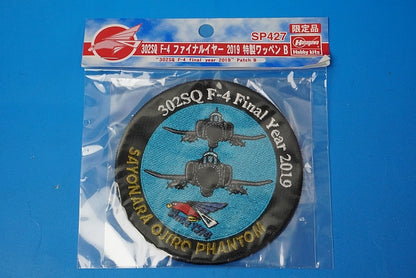 SP427
限定品
302SQ F-4 ファイナルイヤー 2019 特製ワッペン B
"302SQ F-4 final year 2019" Patch B
Hasegawa
Hobby kits
302SQ F-4 Final Year 2019
SAYONARA OJIRO PHANTOM